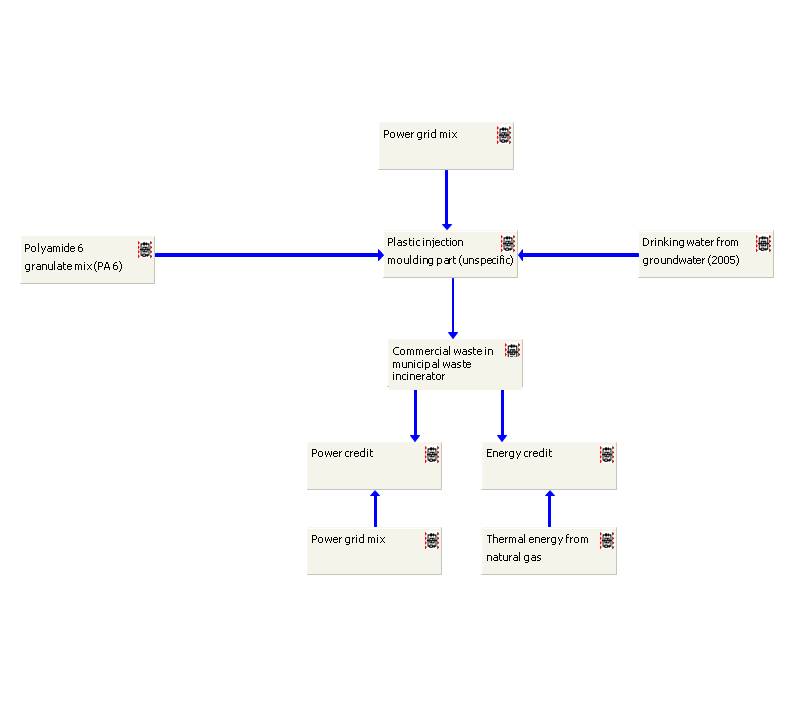 Power grid mix
Polyamide 6
granulate mix (PA 6)
Plastic injection
moulding part (unspecific)
Drinking water from
groundwater (2005)
Commercial waste in
municipal waste
incinerator
Power credit
Energy credit
Power grid mix
Thermal energy from
natural gas